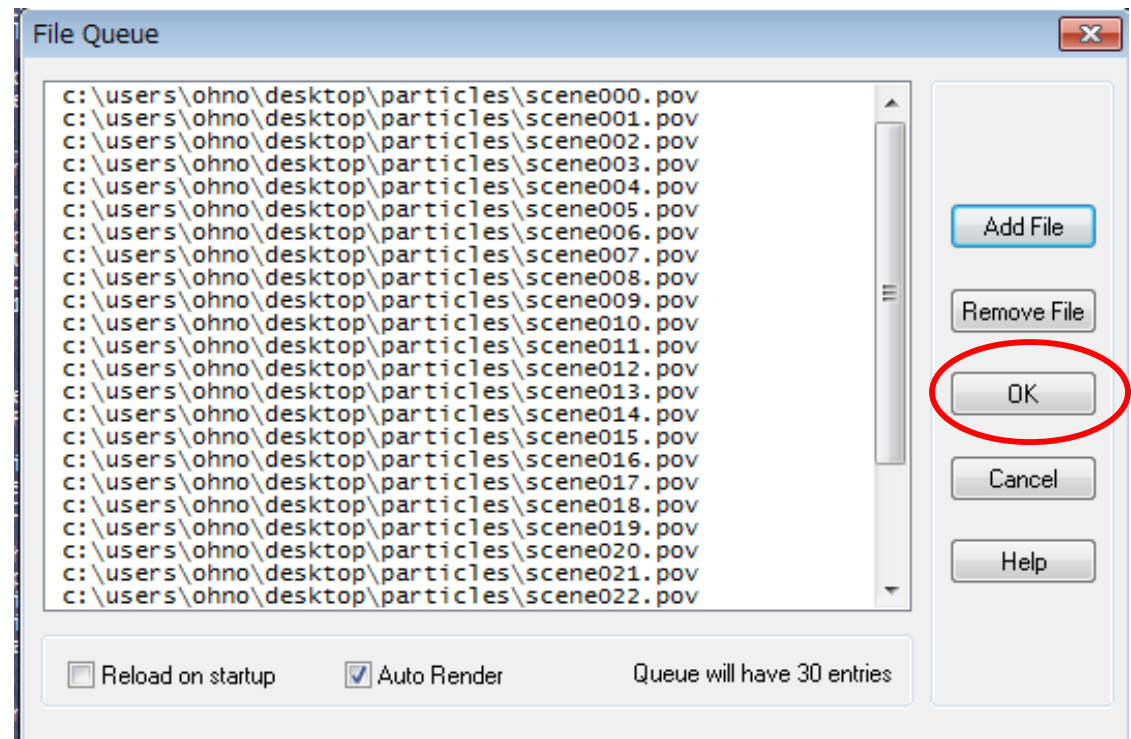 File Queue
c:\users\ohno\desktop\particles\scene000.pov
c:\users\ohno\desktop\particles\scene001.pov
c:\users\ohno\desktop\particles\scene002.pov
c:\users\ohno\desktop\particles\scene003.pov
c:\users\ohno\desktop\particles\scene004.pov
c:\users\ohno\desktop\particles\scene005.pov
c:\users\ohno\desktop\particles\scene006.pov
c:\users\ohno\desktop\particles\scene007.pov
c:\users\ohno\desktop\particles\scene008.pov
c:\users\ohno\desktop\particles\scene009.pov
c:\users\ohno\desktop\particles\scene010.pov
c:\users\ohno\desktop\particles\scene011.pov
c:\users\ohno\desktop\particles\scene012.pov
c:\users\ohno\desktop\particles\scene013.pov
c:\users\ohno\desktop\particles\scene014.pov
c:\users\ohno\desktop\particles\scene015.pov
c:\users\ohno\desktop\particles\scene016.pov
c:\users\ohno\desktop\particles\scene017.pov
c:\users\ohno\desktop\particles\scene018.pov
c:\users\ohno\desktop\particles\scene019.pov
c:\users\ohno\desktop\particles\scene020.pov
c:\users\ohno\desktop\particles\scene021.pov
c:\users\ohno\desktop\particles\scene022.pov
Add File
Remove File
OK
Cancel
Help
Reload on startup
Auto Render
Queue will have 30 entries